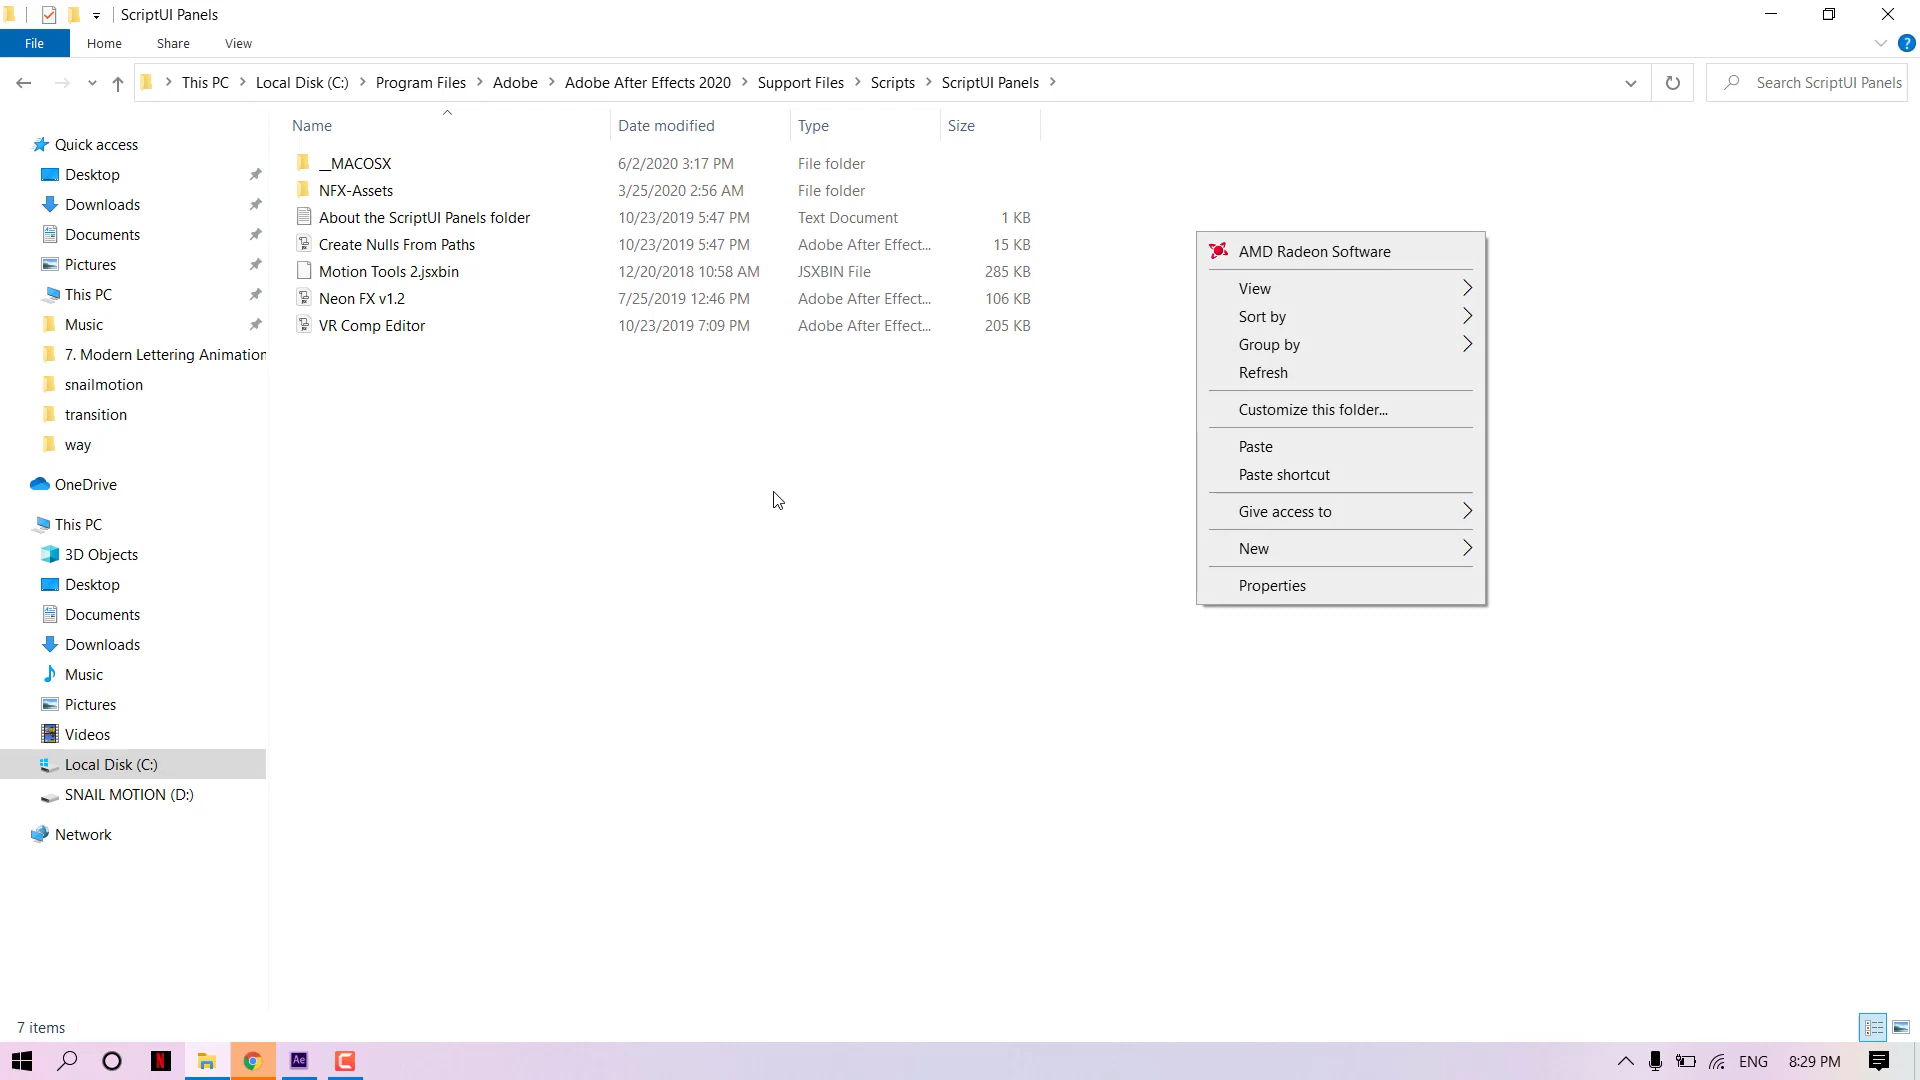 ScriptUI Panels
File Home Share View
This PC Local Disk (C:) Program Files Adobe Adobe After Effects 2020 Support Files Scripts ScriptUI Panels
Search ScriptUI Panels
Name Date modified Type Size
__MACOSX 6/2/2020 3:17 PM File folder
NFX-Assets 3/25/2020 2:56 AM File folder
About the ScriptUI Panels folder 10/23/2019 5:47 PM Text Document 1 KB
Create Nulls From Paths 10/23/2019 5:47 PM Adobe After Effect... 15 KB
Motion Tools 2.jsxbin 12/20/2018 10:58 AM JSXBIN File 285 KB
Neon FX v1.2 7/25/2019 12:46 PM Adobe After Effect... 106 KB
VR Comp Editor 10/23/2019 7:09 PM Adobe After Effect... 205 KB
Quick access
Desktop
Downloads
Documents
Pictures
This PC
Music
7. Modern Lettering Animation
snailmotion
transition
way
OneDrive
This PC
3D Objects
Desktop
Documents
Downloads
Music
Pictures
Videos
Local Disk (C:)
SNAIL MOTION (D:)
Network
AMD Radeon Software
View
Sort by
Group by
Refresh
Customize this folder...
Paste
Paste shortcut
Give access to
New
Properties
7 items
N
Ae
ENG 8:29 PM